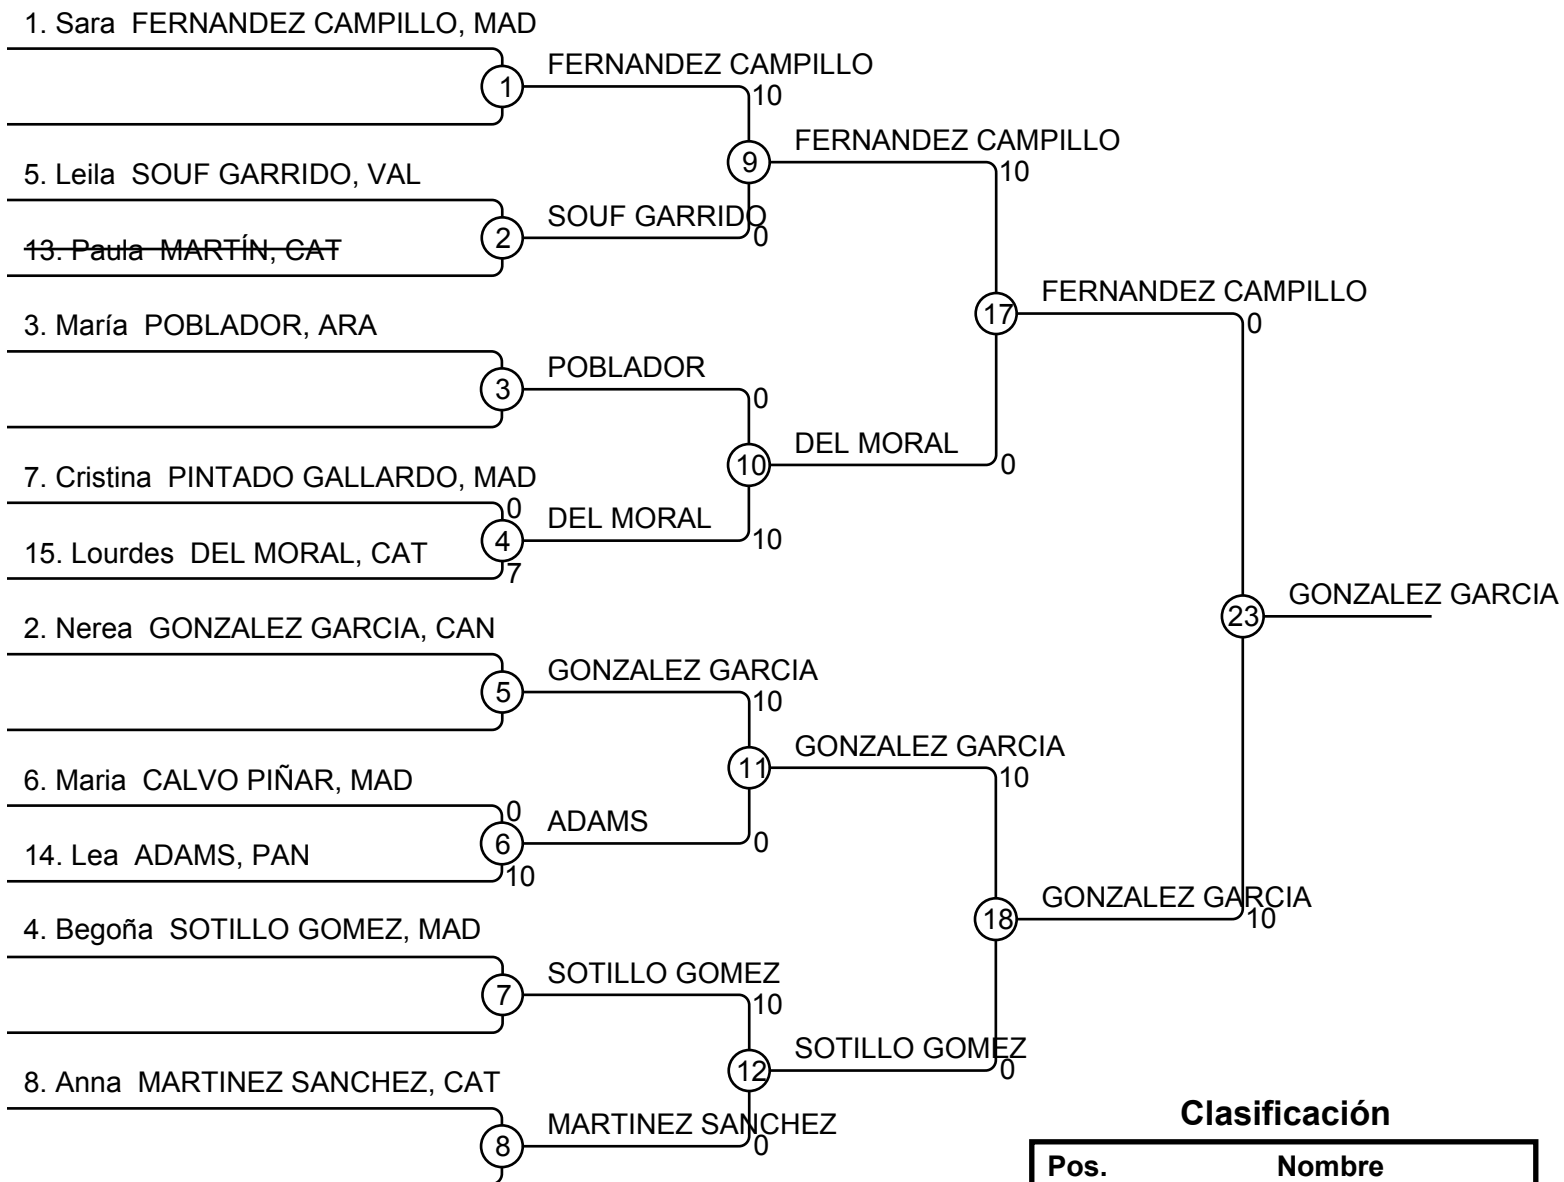 1. Sara FERNANDEZ CAMPILLO, MAD
FERNANDEZ CAMPILLO
1
10
FERNANDEZ CAMPILLO
9
10
5. Leila SOUF GARRIDO, VAL
SOUF GARRIDO
2
0
13. Paula MARTÍN, CAT
FERNANDEZ CAMPILLO
17
0
3. María POBLADOR, ARA
POBLADOR
3
0
DEL MORAL
10
0
7. Cristina PINTADO GALLARDO, MAD
0
DEL MORAL
4
10
15. Lourdes DEL MORAL, CAT
7
GONZALEZ GARCIA
23
2. Nerea GONZALEZ GARCIA, CAN
GONZALEZ GARCIA
5
10
GONZALEZ GARCIA
11
10
6. Maria CALVO PIÑAR, MAD
0
ADAMS
6
0
14. Lea ADAMS, PAN
10
GONZALEZ GARCIA
18
10
4. Begoña SOTILLO GOMEZ, MAD
SOTILLO GOMEZ
7
10
SOTILLO GOMEZ
12
0
8. Anna MARTINEZ SANCHEZ, CAT
MARTINEZ SANCHEZ
8
0
Clasificación
Pos. Nombre